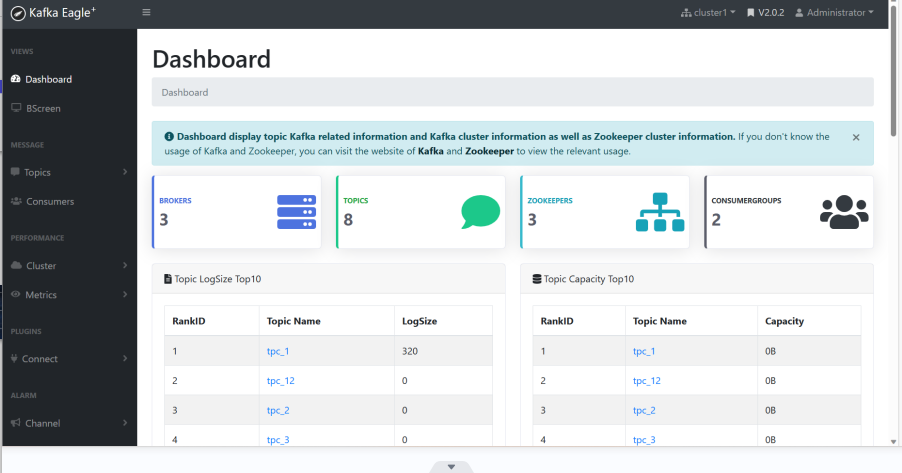 Kafka Eagle+
cluster1
V2.0.2
Administrator
VIEWS
Dashboard
BScreen
MESSAGE
Topics
Consumers
PERFORMANCE
Cluster
Metrics
PLUGINS
Connect
ALARM
Channel
Dashboard
Dashboard
Dashboard display topic Kafka related information and Kafka cluster information as well as Zookeeper cluster information. If you don't know the
usage of Kafka and Zookeeper, you can visit the website of Kafka and Zookeeper to view the relevant usage.
BROKERS
3
TOPICS
8
ZOOKEEPERS
3
CONSUMERGROUPS
2
Topic LogSize Top10
RankID Topic Name LogSize
1 tpc_1 320
2 tpc_12 0
3 tpc_2 0
4 tpc_3 0
Topic Capacity Top10
RankID Topic Name Capacity
1 tpc_1 0B
2 tpc_12 0B
3 tpc_2 0B
4 tpc_3 0B